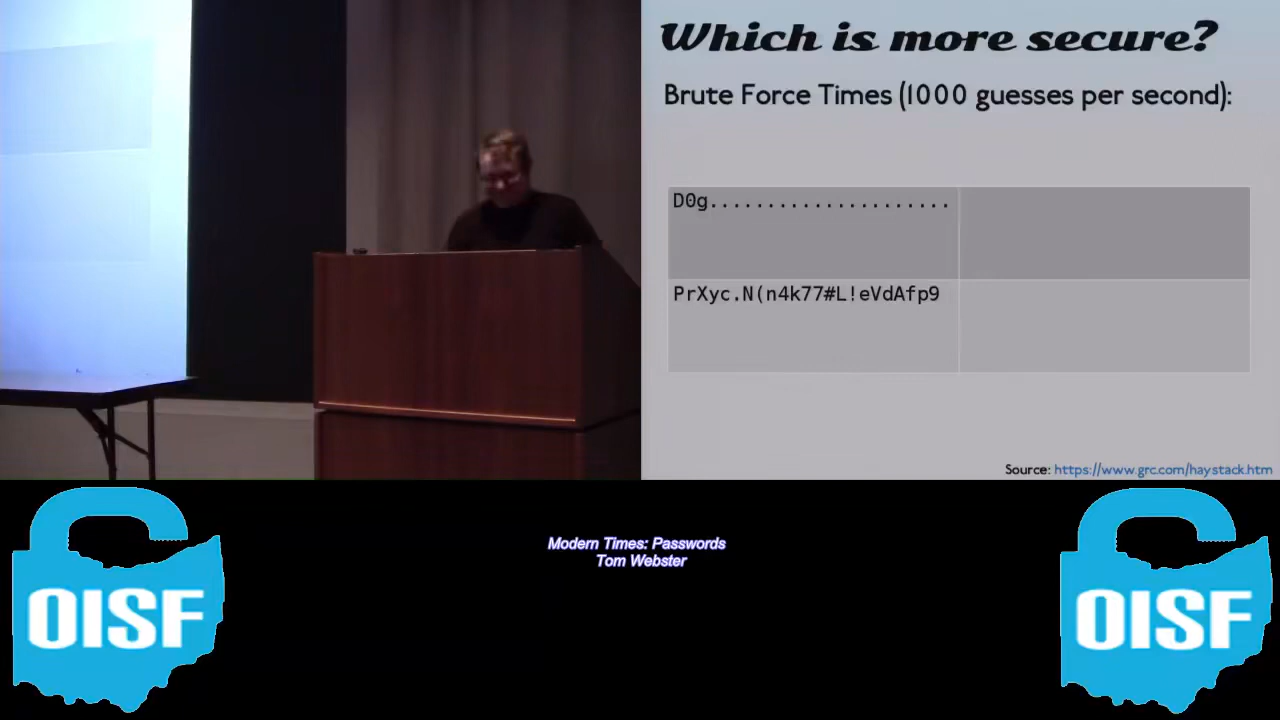 Which is more secure?
Brute Force Times (1000 guesses per second):
D0g.....................
PrXyc.N(n4k77#L!eVdAfp9
Source: https://www.grc.com/haystack.htm
Modern Times: Passwords
Tom Webster
OISF
OISF